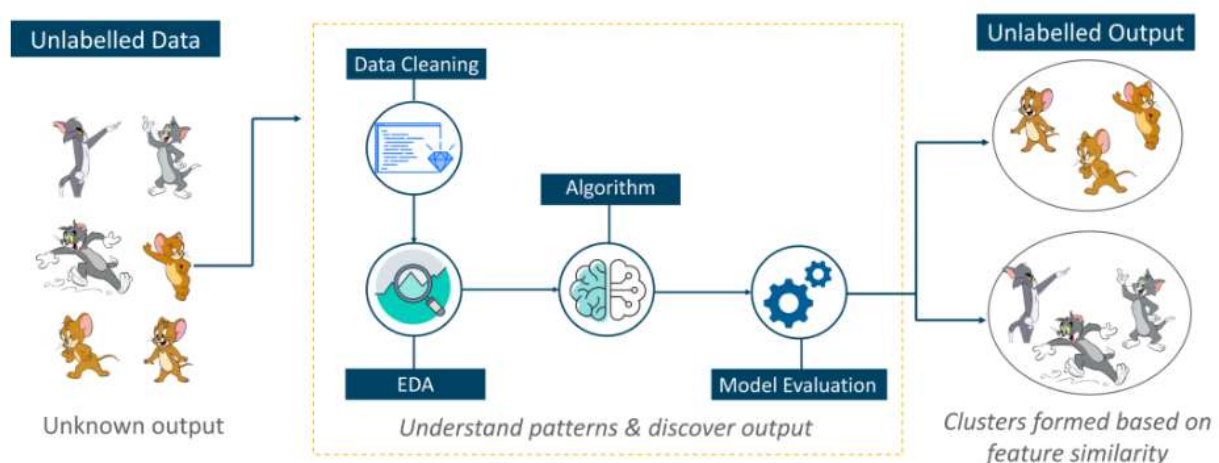 Unlabelled Data
Unknown output
Data Cleaning
EDA
Algorithm
Model Evaluation
Understand patterns & discover output
Unlabelled Output
Clusters formed based on
feature similarity